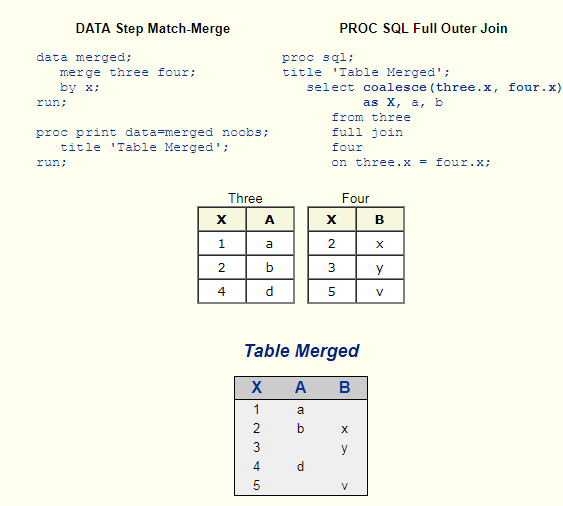 DATA Step Match-Merge
data merged;
merge three four;
by x;
run;
proc print data=merged noobs;
title 'Table Merged';
run;
PROC SQL Full Outer Join
proc sql;
title 'Table Merged';
select coalesce(three.x, four.x)
as X, a, b
from three
full join
four
on three.x = four.x;
Three
X A
1 a
2 b
4 d
Four
X B
2 x
3 y
5 v
Table Merged
X A B
1 a
2 b x
3 y
4 d
5 v